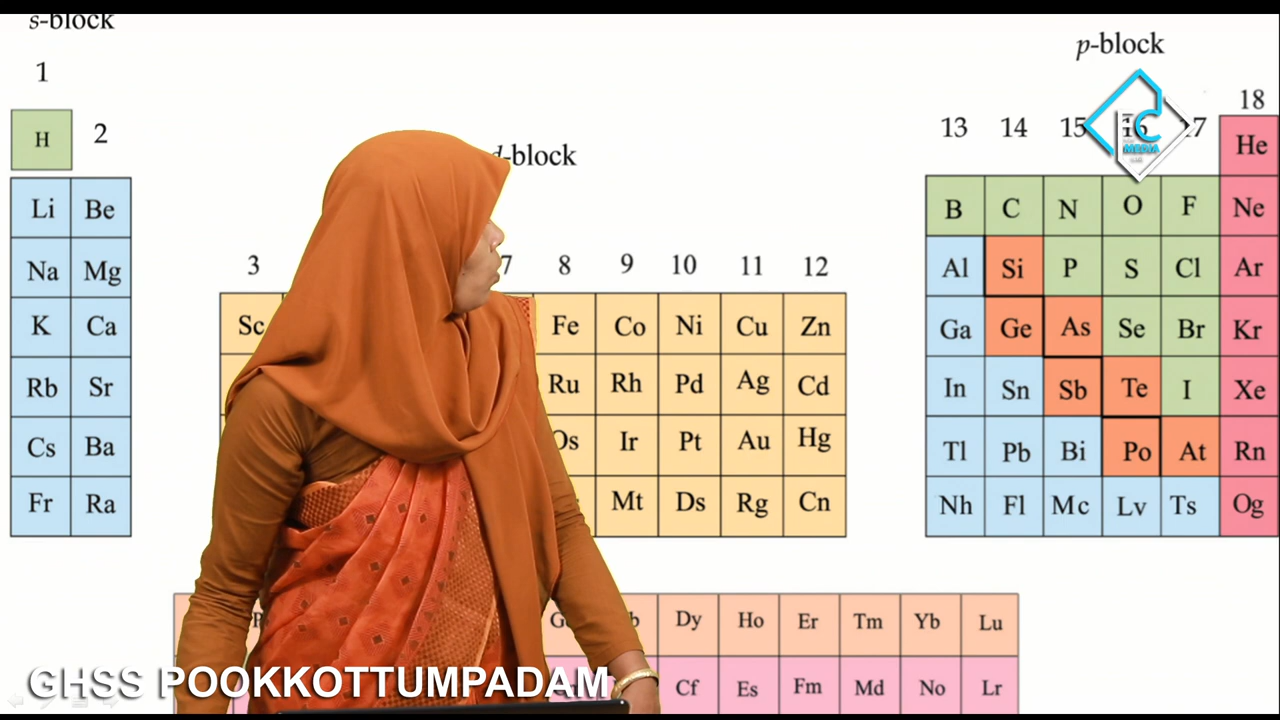 s-block
p-block
1
18
13 14 15 16 17
H 2 He
d-block
Li Be B C N O F Ne
3 7 8 9 10 11 12
Na Mg Al Si P S Cl Ar
K Ca Sc Fe Co Ni Cu Zn Ga Ge As Se Br Kr
Rb Sr Ru Rh Pd Ag Cd In Sn Sb Te I Xe
Cs Ba Os Ir Pt Au Hg Tl Pb Bi Po At Rn
Fr Ra Mt Ds Rg Cn Nh Fl Mc Lv Ts Og
Dy Ho Er Tm Yb Lu
Cf Es Fm Md No Lr
MEDIA
GHSS POOKKOTTUMPADAM